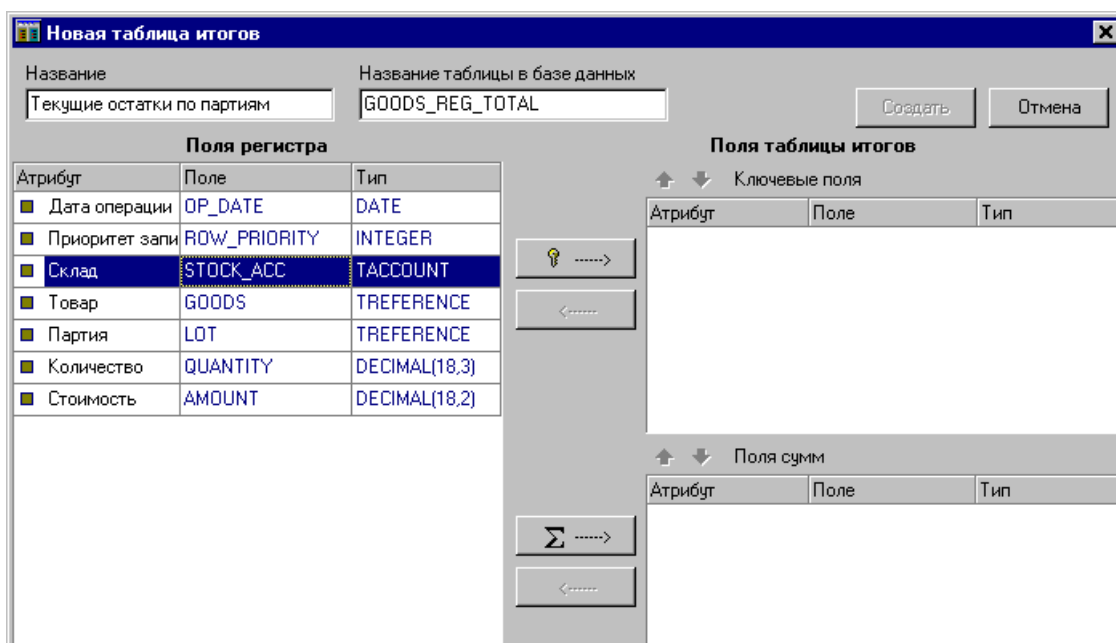 Новая таблица итогов
Название
Название таблицы в базе данных
Текущие остатки по партиям
GOODS_REG_TOTAL
Создать
Отмена
Поля регистра
Поля таблицы итогов
Атрибут Поле Тип
Дата операции OP_DATE DATE
Приоритет запи ROW_PRIORITY INTEGER
Склад STOCK_ACC TACCOUNT
Товар GOODS TREFERENCE
Партия LOT TREFERENCE
Количество QUANTITY DECIMAL(18,3)
Стоимость AMOUNT DECIMAL(18,2)
Σ ------>
<------
------>
<------
Ключевые поля
Атрибут Поле Тип
Поля сумм
Атрибут Поле Тип